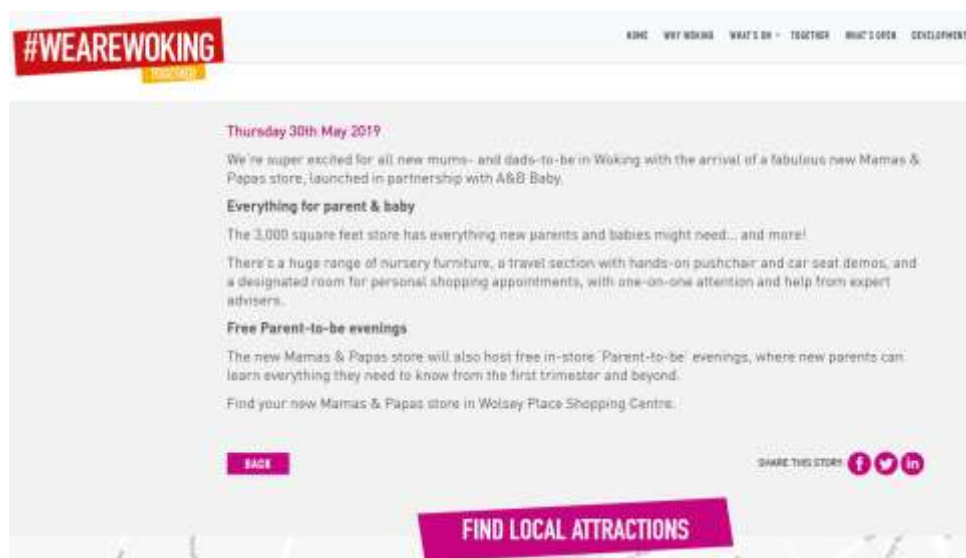 #WEAREWOKING
TOGETHER
HOME WHY WOKING WHAT'S ON TOGETHER WHAT'S OPEN DEVELOPMENT
Thursday 30th May 2019
We're super excited for all new mums- and dads-to-be in Woking with the arrival of a fabulous new Mamas &
Papas store, launched in partnership with A&B Baby.
Everything for parent & baby
The 3,000 square feet store has everything new parents and babies might need... and more!
There's a huge range of nursery furniture, a travel section with hands-on pushchair and car seat demos, and
a designated room for personal shopping appointments, with one-on-one attention and help from expert
advisers.
Free Parent-to-be evenings
The new Mamas & Papas store will also host free in-store 'Parent-to-be' evenings, where new parents can
learn everything they need to know from the first trimester and beyond.
Find your new Mamas & Papas store in Wolsey Place Shopping Centre.
BACK
SHARE THIS STORY
FIND LOCAL ATTRACTIONS